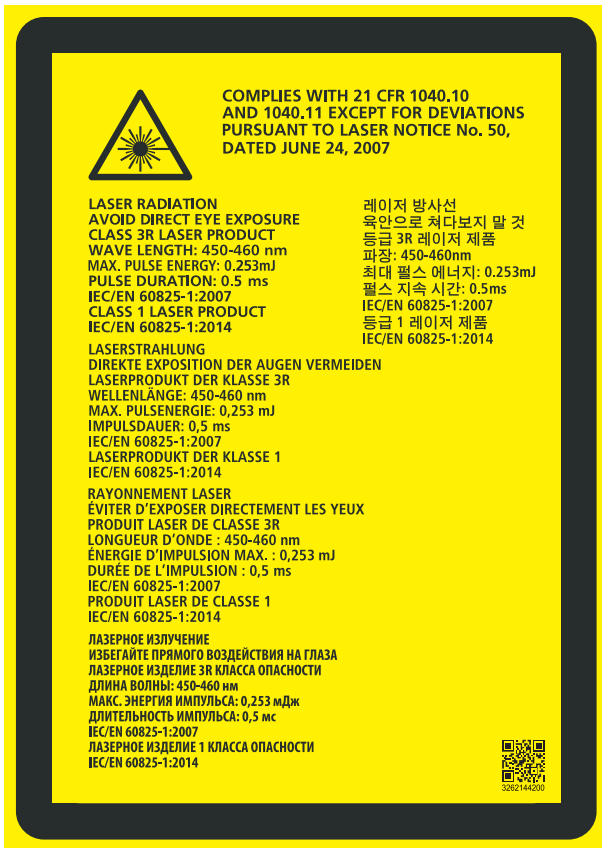 COMPLIES WITH 21 CFR 1040.10
AND 1040.11 EXCEPT FOR DEVIATIONS
PURSUANT TO LASER NOTICE No. 50,
DATED JUNE 24, 2007
LASER RADIATION
AVOID DIRECT EYE EXPOSURE
CLASS 3R LASER PRODUCT
WAVE LENGTH: 450-460 nm
MAX. PULSE ENERGY: 0.253mJ
PULSE DURATION: 0.5 ms
IEC/EN 60825-1:2007
CLASS 1 LASER PRODUCT
IEC/EN 60825-1:2014
레이저 방사선
육안으로 쳐다보지 말 것
등급 3R 레이저 제품
파장: 450-460nm
최대 펄스 에너지: 0.253mJ
펄스 지속 시간: 0.5ms
IEC/EN 60825-1:2007
등급 1 레이저 제품
IEC/EN 60825-1:2014
LASERSTRAHLUNG
DIREKTE EXPOSITION DER AUGEN VERMEIDEN
LASERPRODUKT DER KLASSE 3R
WELLENLÄNGE: 450-460 nm
MAX. PULSENERGIE: 0,253 mJ
IMPULSDAUER: 0,5 ms
IEC/EN 60825-1:2007
LASERPRODUKT DER KLASSE 1
IEC/EN 60825-1:2014
RAYONNEMENT LASER
ÉVITER D'EXPOSER DIRECTEMENT LES YEUX
PRODUIT LASER DE CLASSE 3R
LONGUEUR D'ONDE : 450-460 nm
ÉNERGIE D'IMPULSION MAX. : 0,253 mJ
DURÉE DE L'IMPULSION : 0,5 ms
IEC/EN 60825-1:2007
PRODUIT LASER DE CLASSE 1
IEC/EN 60825-1:2014
ЛАЗЕРНОЕ ИЗЛУЧЕНИЕ
ИЗБЕГАЙТЕ ПРЯМОГО ВОЗДЕЙСТВИЯ НА ГЛАЗА
ЛАЗЕРНОЕ ИЗДЕЛИЕ 3R КЛАССА ОПАСНОСТИ
ДЛИНА ВОЛНЫ: 450-460 нм
МАКС. ЭНЕРГИЯ ИМПУЛЬСА: 0,253 мДж
ДЛИТЕЛЬНОСТЬ ИМПУЛЬСА: 0,5 мс
IEC/EN 60825-1:2007
ЛАЗЕРНОЕ ИЗДЕЛИЕ 1 КЛАССА ОПАСНОСТИ
IEC/EN 60825-1:2014
3262144200